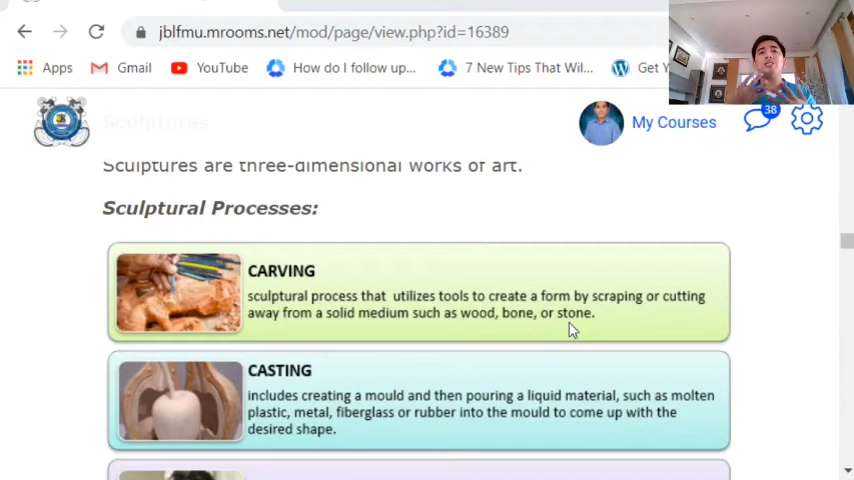 jblfmu.mrooms.net/mod/page/view.php?id=16389
Apps Gmail YouTube How do I follow up... 7 New Tips That Wil... Get Y
Sculptures
My Courses 38
Sculptures are three-dimensional works of art.
Sculptural Processes:
CARVING
sculptural process that utilizes tools to create a form by scraping or cutting
away from a solid medium such as wood, bone, or stone.
CASTING
includes creating a mould and then pouring a liquid material, such as molten
plastic, metal, fiberglass or rubber into the mould to come up with the
desired shape.